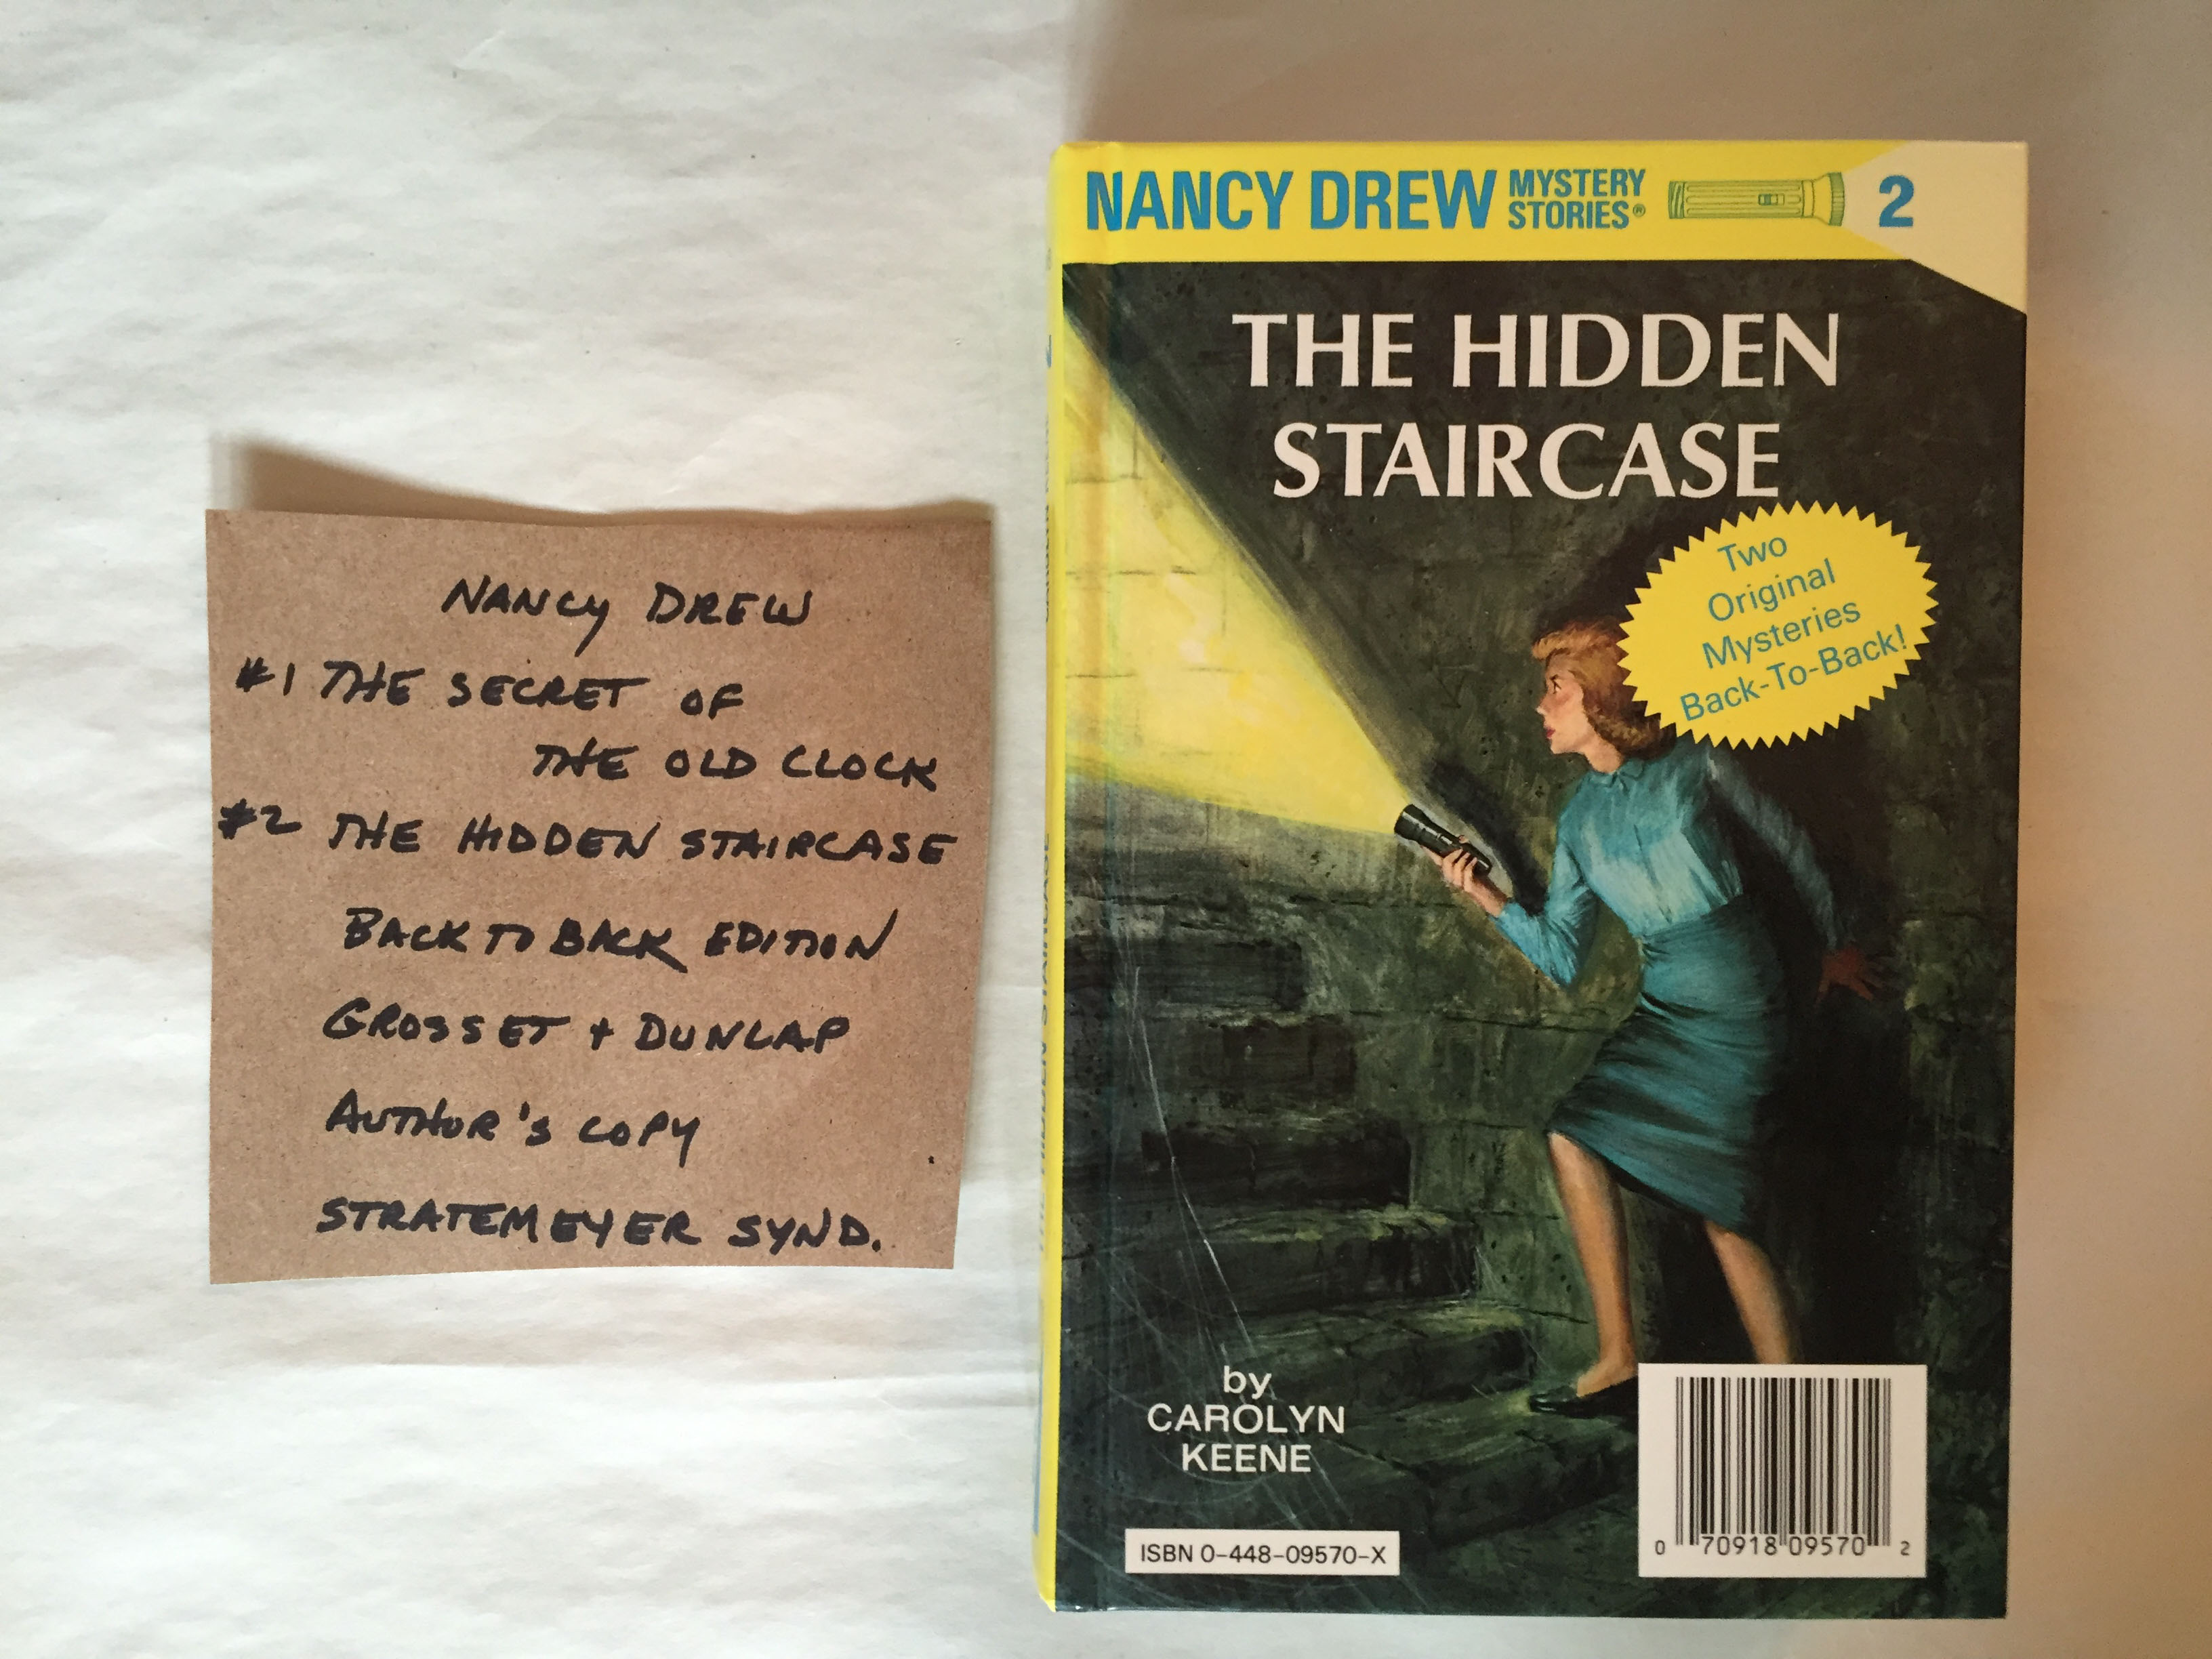 NANCY DREW
#1 THE SECRET OF
THE OLD CLOCK
#2 THE HIDDEN STAIRCASE
BACK TO BACK EDITION
GROSSET + DUNLAP
AUTHOR'S COPY
STRATEMEYER SYND.
NANCY DREW MYSTERY STORIES® 2
THE HIDDEN
STAIRCASE
Two
Original
Mysteries
Back-To-Back!
by
CAROLYN
KEENE
ISBN 0-448-09570-X
0 70918 09570 2